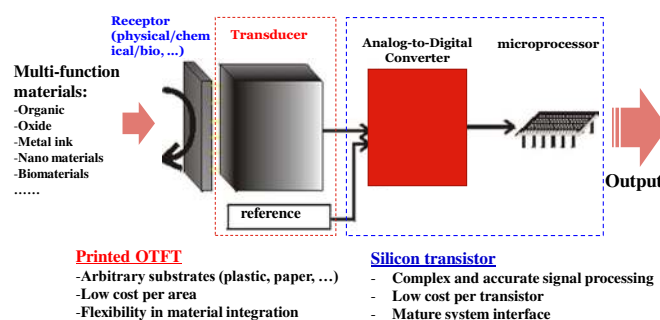 Receptor
(physical/chem
ical/bio, ...)
Transducer
Analog-to-Digital
Converter
microprocessor
Multi-function
materials:
-Organic
-Oxide
-Metal ink
-Nano materials
-Biomaterials
……
reference
Output
Printed OTFT
-Arbitrary substrates (plastic, paper, …)
-Low cost per area
-Flexibility in material integration
Silicon transistor
- Complex and accurate signal processing
- Low cost per transistor
- Mature system interface